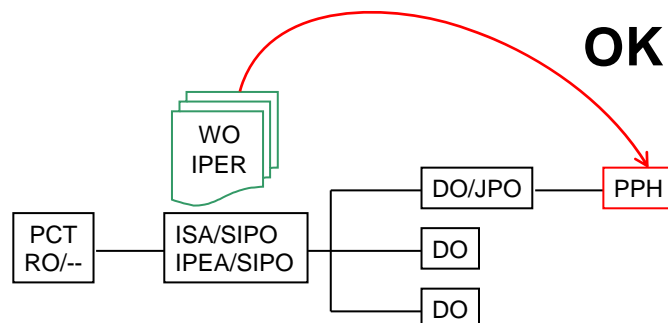 OK
WO
IPER
DO/JPO
PPH
PCT
RO/--
ISA/SIPO
IPEA/SIPO
DO
DO